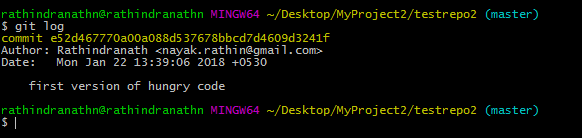 rathindranathn@rathindranathn MINGW64 ~/Desktop/MyProject2/testrepo2 (master)
$ git log
commit e52d467770a00a088d537678bbcd7d4609d3241f
Author: Rathindranath <nayak.rathin@gmail.com>
Date:   Mon Jan 22 13:39:06 2018 +0530
    first version of hungry code
rathindranathn@rathindranathn MINGW64 ~/Desktop/MyProject2/testrepo2 (master)
$